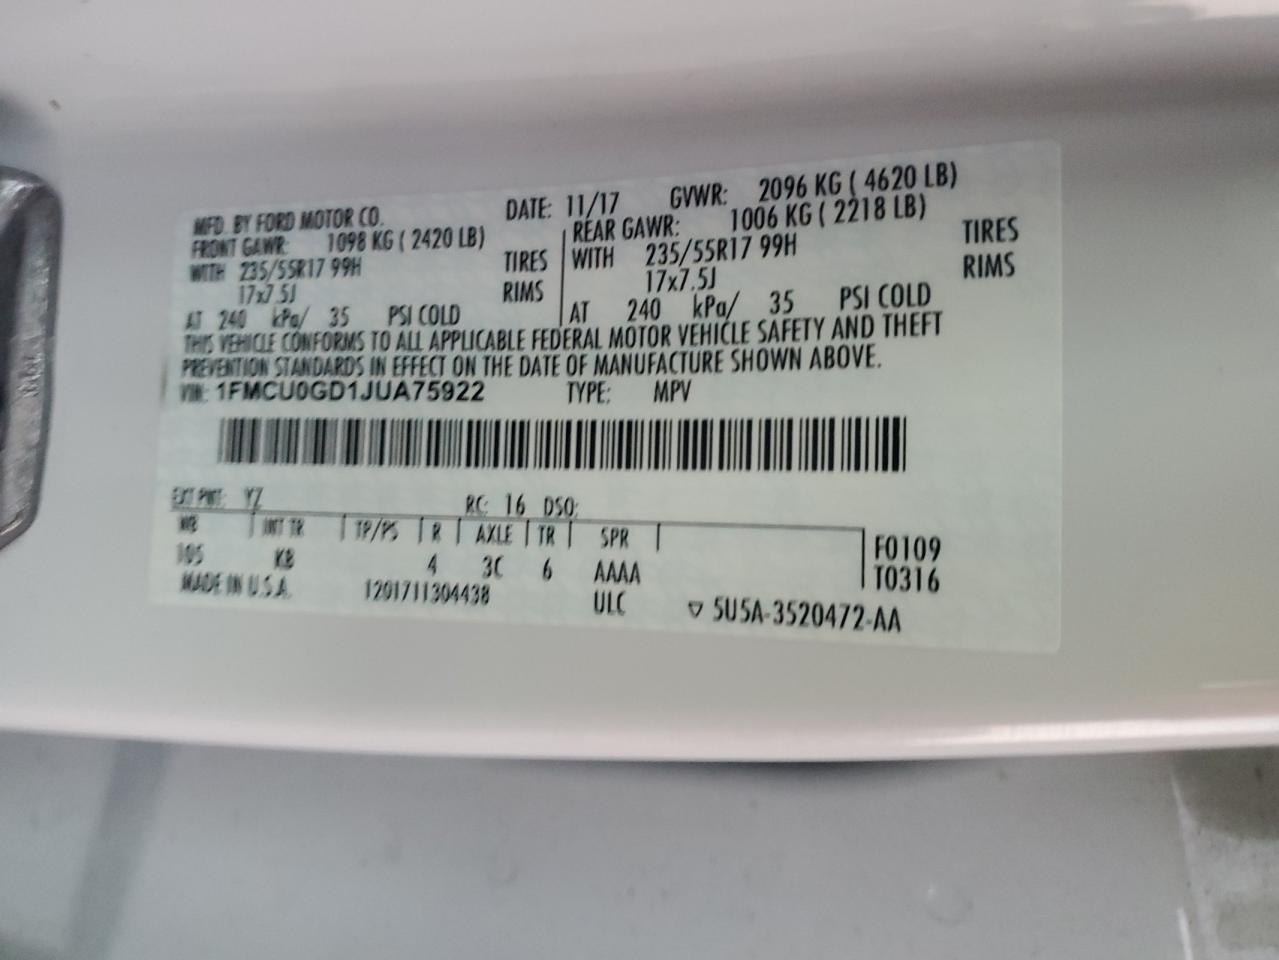 MFD. BY FORD MOTOR CO. DATE: 11/17 GVWR: 2096 KG ( 4620 LB)
FRONT GAWR: 1098 KG ( 2420 LB) REAR GAWR: 1006 KG ( 2218 LB)
WITH 235/55R17 99H TIRES WITH 235/55R17 99H TIRES
17x7.5J RIMS 17x7.5J RIMS
AT 240 kPa/ 35 PSI COLD AT 240 kPa/ 35 PSI COLD
THIS VEHICLE CONFORMS TO ALL APPLICABLE FEDERAL MOTOR VEHICLE SAFETY AND THEFT
PREVENTION STANDARDS IN EFFECT ON THE DATE OF MANUFACTURE SHOWN ABOVE.
VIN: 1FMCU0GD1JUA75922 TYPE: MPV
EXT PNT: YZ RC: 16 DSO:
WB INT TR TP/PS R AXLE TR SPR
105 KB 4 3C 6 AAAA F0109
T0316
MADE IN U.S.A. 1201711304438 ULC ▽ 5U5A-3520472-AA